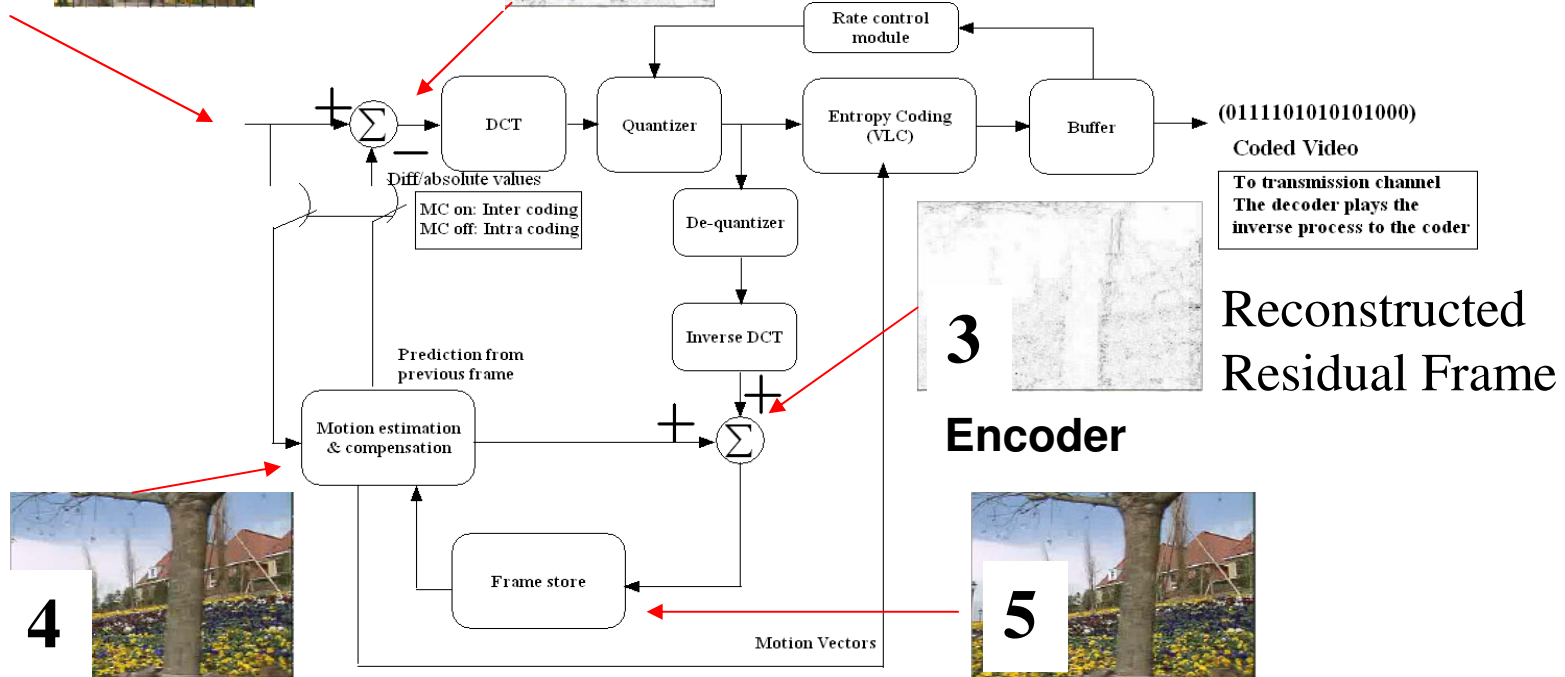 Rate control
module
+
Σ
−
DCT
Quantizer
Entropy Coding
(VLC)
Buffer
(0111101010101000)
Coded Video
Diff/absolute values
MC on: Inter coding
MC off: Intra coding
To transmission channel
The decoder plays the
inverse process to the coder
De-quantizer
Inverse DCT
3
Reconstructed
Residual Frame
Prediction from
previous frame
+
+
Σ
Encoder
Motion estimation
& compensation
Frame store
4
5
Motion Vectors